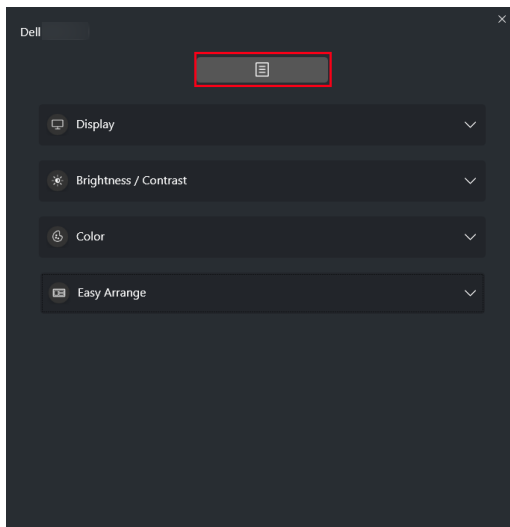 Dell
Display
Brightness / Contrast
Color
Easy Arrange